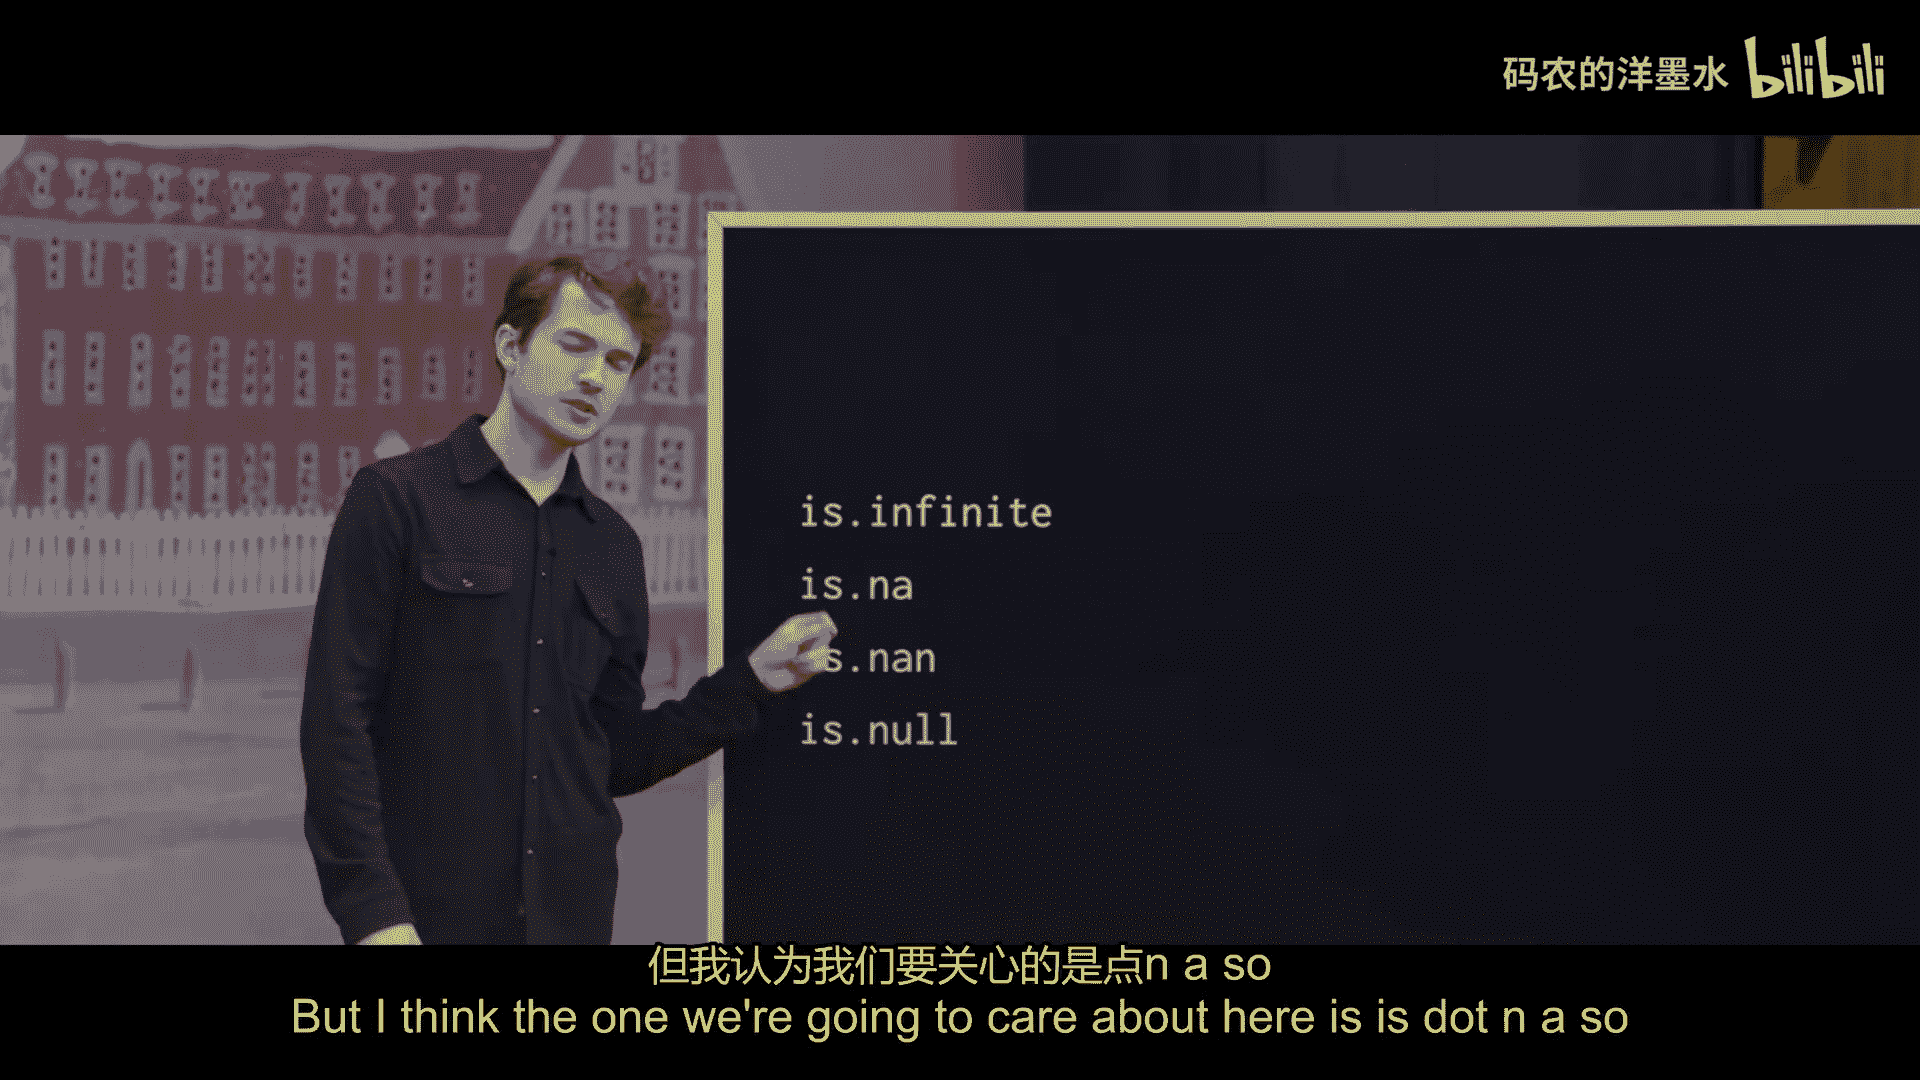 码农的洋墨水 bilibili
is.infinite
is.na
is.nan
is.null
但我认为我们要关心的是点n a so
But I think the one we're going to care about here is is dot n a so